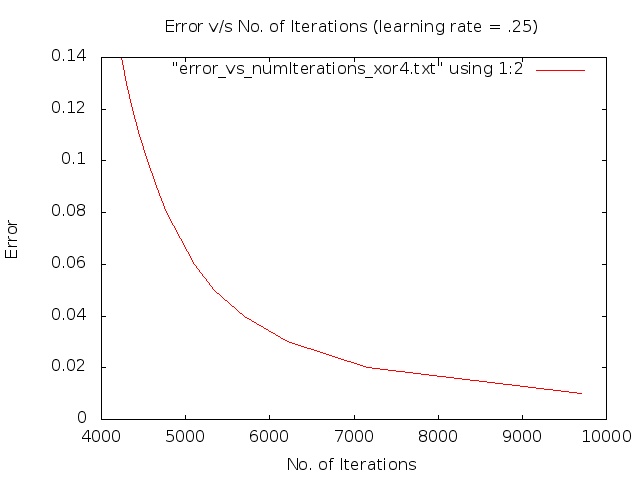 Error v/s No. of Iterations (learning rate = .25)
"error_vs_numIterations_xor4.txt" using 1:2
0.14
0.12
0.1
0.08
0.06
0.04
0.02
0
Error
4000 5000 6000 7000 8000 9000 10000
No. of Iterations